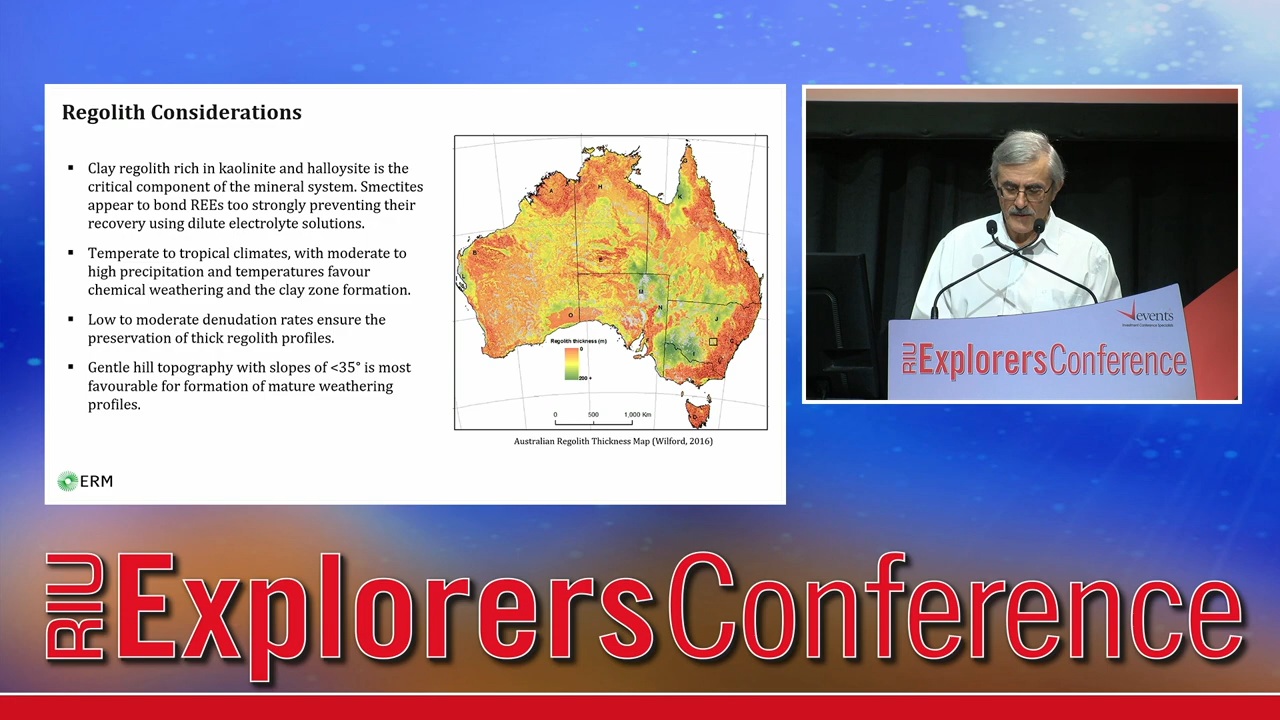 Regolith Considerations
▪ Clay regolith rich in kaolinite and halloysite is the
critical component of the mineral system. Smectites
appear to bond REEs too strongly preventing their
recovery using dilute electrolyte solutions.
▪ Temperate to tropical climates, with moderate to
high precipitation and temperatures favour
chemical weathering and the clay zone formation.
▪ Low to moderate denudation rates ensure the
preservation of thick regolith profiles.
▪ Gentle hill topography with slopes of <35° is most
favourable for formation of mature weathering
profiles.
Regolith thickness (m)
0
200 +
0 500 1,000 Km
Australian Regolith Thickness Map (Wilford, 2016)
ERM
Vevents
Investment Conference Specialists
RIU ExplorersConference
RIU ExplorersConference